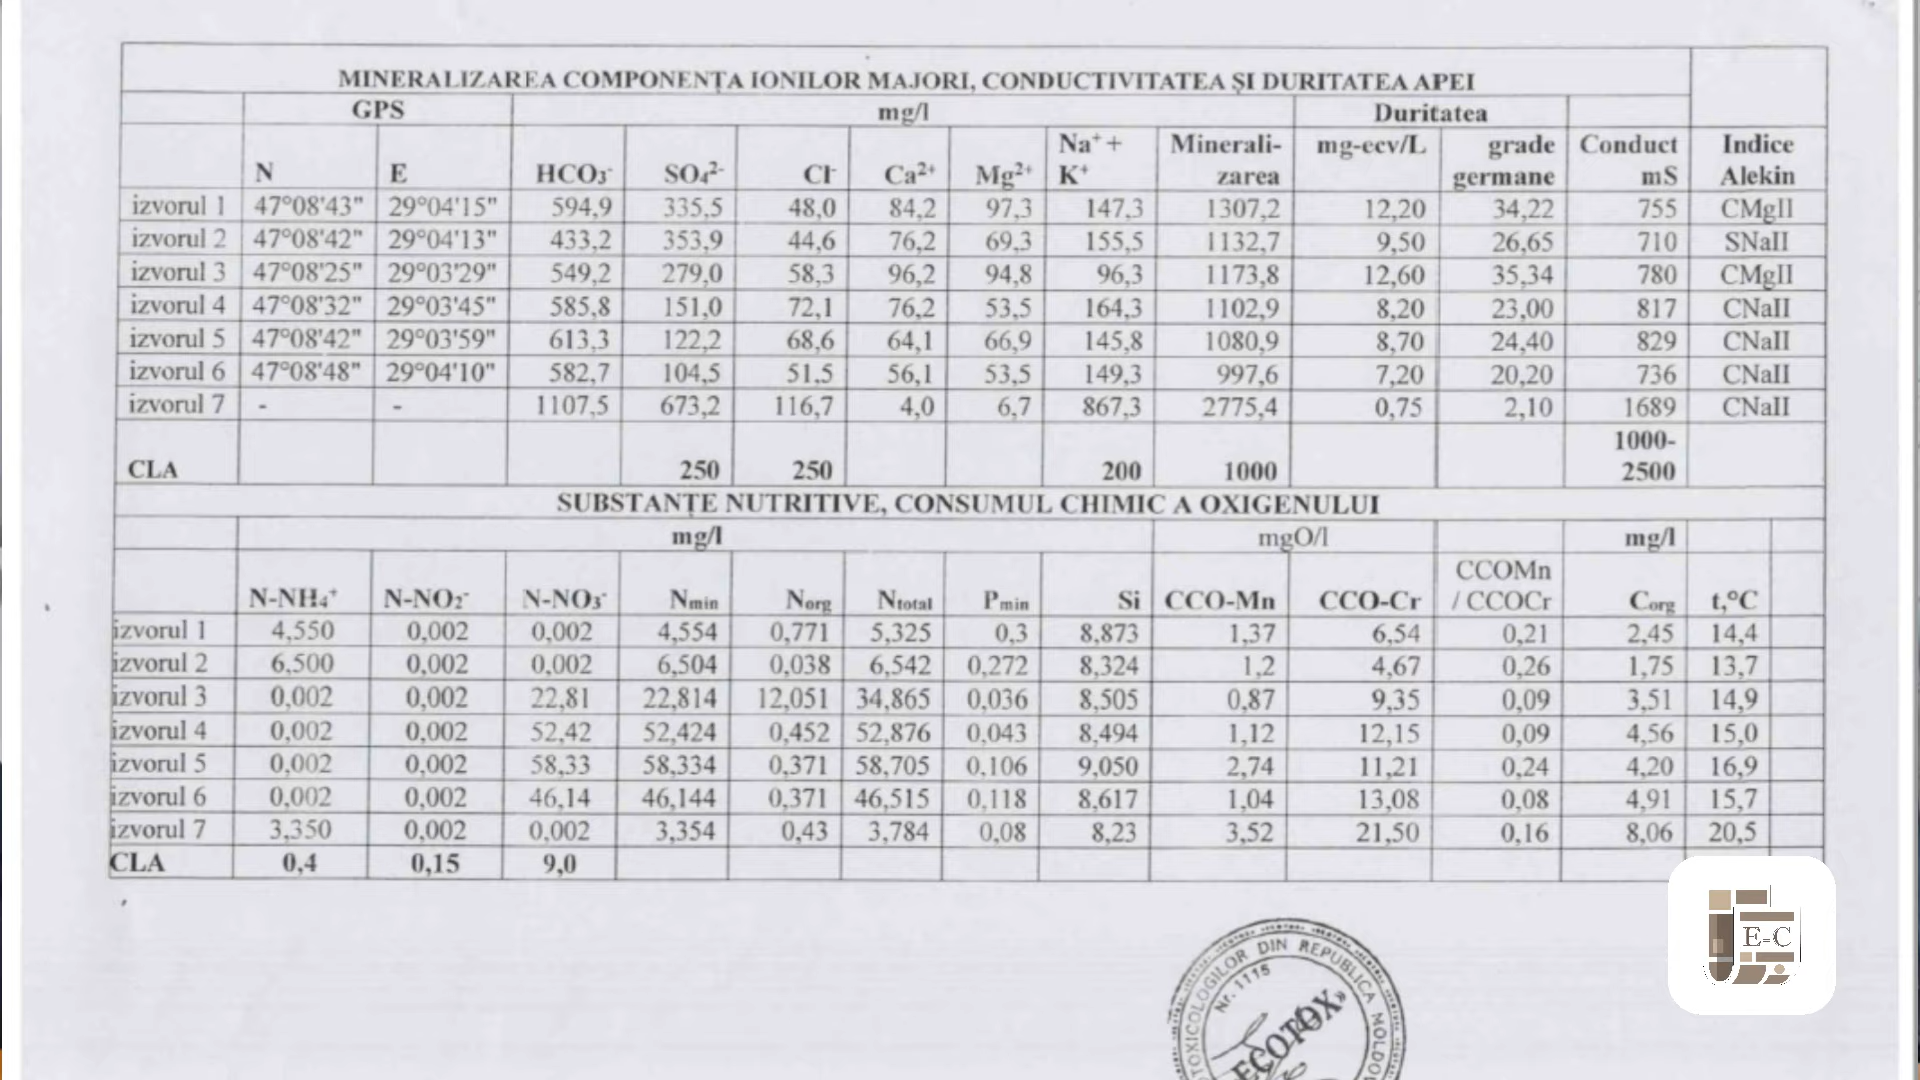 MINERALIZAREA COMPONENȚA IONILOR MAJORI, CONDUCTIVITATEA ȘI DURITATEA APEI
GPS mg/l Duritatea
N E HCO₃⁻ SO₄²⁻ Cl⁻ Ca²⁺ Mg²⁺ Na⁺ + K⁺ Minerali-zarea mg-ecv/L grade germane Conduct mS Indice Alekin
izvorul 1 47°08'43" 29°04'15" 594,9 335,5 48,0 84,2 97,3 147,3 1307,2 12,20 34,22 755 CMgII
izvorul 2 47°08'42" 29°04'13" 433,2 353,9 44,6 76,2 69,3 155,5 1132,7 9,50 26,65 710 SNaII
izvorul 3 47°08'25" 29°03'29" 549,2 279,0 58,3 96,2 94,8 96,3 1173,8 12,60 35,34 780 CMgII
izvorul 4 47°08'32" 29°03'45" 585,8 151,0 72,1 76,2 53,5 164,3 1102,9 8,20 23,00 817 CNaII
izvorul 5 47°08'42" 29°03'59" 613,3 122,2 68,6 64,1 66,9 145,8 1080,9 8,70 24,40 829 CNaII
izvorul 6 47°08'48" 29°04'10" 582,7 104,5 51,5 56,1 53,5 149,3 997,6 7,20 20,20 736 CNaII
izvorul 7 - - 1107,5 673,2 116,7 4,0 6,7 867,3 2775,4 0,75 2,10 1689 CNaII
CLA 250 250 200 1000 1000-2500
SUBSTANȚE NUTRITIVE, CONSUMUL CHIMIC A OXIGENULUI
mg/l mgO/l mg/l
N-NH₄⁺ N-NO₂⁻ N-NO₃⁻ Nmin Norg Ntotal Pmin Si CCO-Mn CCO-Cr CCOMn / CCOCr Corg t,°C
izvorul 1 4,550 0,002 0,002 4,554 0,771 5,325 0,3 8,873 1,37 6,54 0,21 2,45 14,4
izvorul 2 6,500 0,002 0,002 6,504 0,038 6,542 0,272 8,324 1,2 4,67 0,26 1,75 13,7
izvorul 3 0,002 0,002 22,81 22,814 12,051 34,865 0,036 8,505 0,87 9,35 0,09 3,51 14,9
izvorul 4 0,002 0,002 52,42 52,424 0,452 52,876 0,043 8,494 1,12 12,15 0,09 4,56 15,0
izvorul 5 0,002 0,002 58,33 58,334 0,371 58,705 0,106 9,050 2,74 11,21 0,24 4,20 16,9
izvorul 6 0,002 0,002 46,14 46,144 0,371 46,515 0,118 8,617 1,04 13,08 0,08 4,91 15,7
izvorul 7 3,350 0,002 0,002 3,354 0,43 3,784 0,08 8,23 3,52 21,50 0,16 8,06 20,5
CLA 0,4 0,15 9,0
E-C
DIN REPUBLICA
Nr. 1118
ECOTOX»